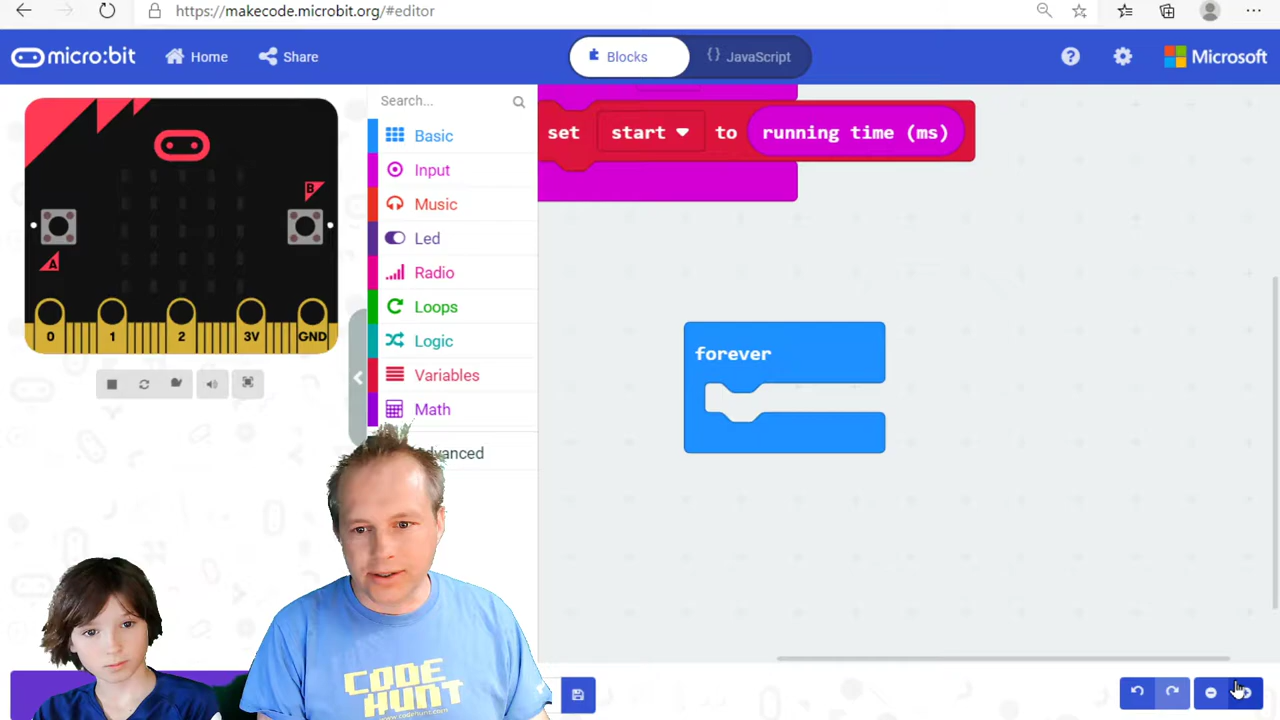 https://makecode.microbit.org/#editor
micro:bit
Home
Share
Blocks
{} JavaScript
?
Microsoft
Search...
Basic
Input
Music
Led
Radio
Loops
Logic
Variables
Math
A
B
0 1 2 3V GND
set start to running time (ms)
forever
CODE
HUNT